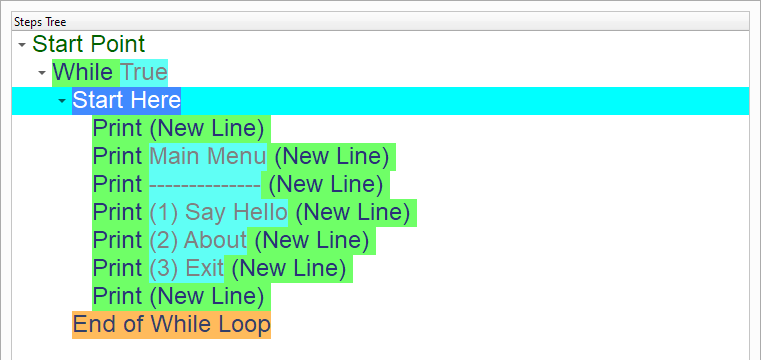 Steps Tree
Start Point
While True
Start Here
Print (New Line)
Print Main Menu (New Line)
Print -------------- (New Line)
Print (1) Say Hello (New Line)
Print (2) About (New Line)
Print (3) Exit (New Line)
Print (New Line)
End of While Loop